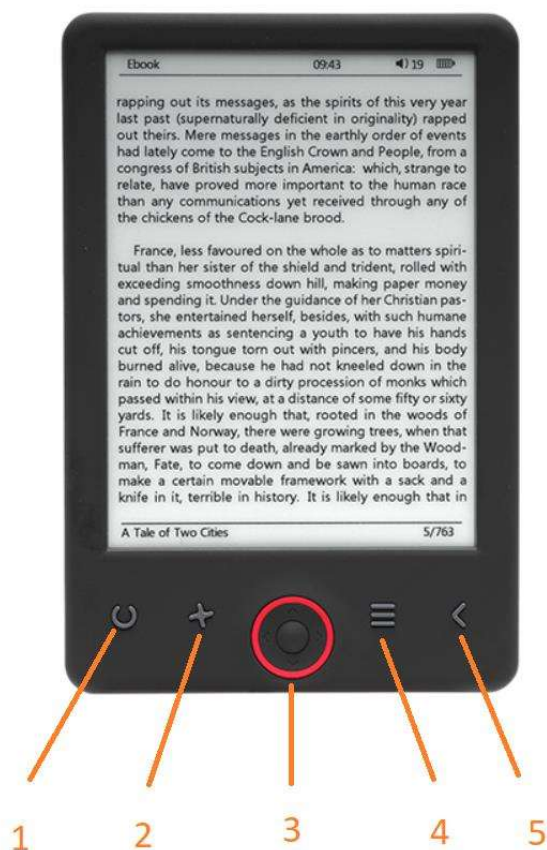 Ebook 09:43 19
rapping out its messages, as the spirits of this very year
last past (supernaturally deficient in originality) rapped
out theirs. Mere messages in the earthly order of events
had lately come to the English Crown and People, from a
congress of British subjects in America: which, strange to
relate, have proved more important to the human race
than any communications yet received through any of
the chickens of the Cock-lane brood.
France, less favoured on the whole as to matters spiri-
tual than her sister of the shield and trident, rolled with
exceeding smoothness down hill, making paper money
and spending it. Under the guidance of her Christian pas-
tors, she entertained herself, besides, with such humane
achievements as sentencing a youth to have his hands
cut off, his tongue torn out with pincers, and his body
burned alive, because he had not kneeled down in the
rain to do honour to a dirty procession of monks which
passed within his view, at a distance of some fifty or sixty
yards. It is likely enough that, rooted in the woods of
France and Norway, there were growing trees, when that
sufferer was put to death, already marked by the Wood-
man, Fate, to come down and be sawn into boards, to
make a certain movable framework with a sack and a
knife in it, terrible in history. It is likely enough that in
A Tale of Two Cities 5/763
1 2 3 4 5